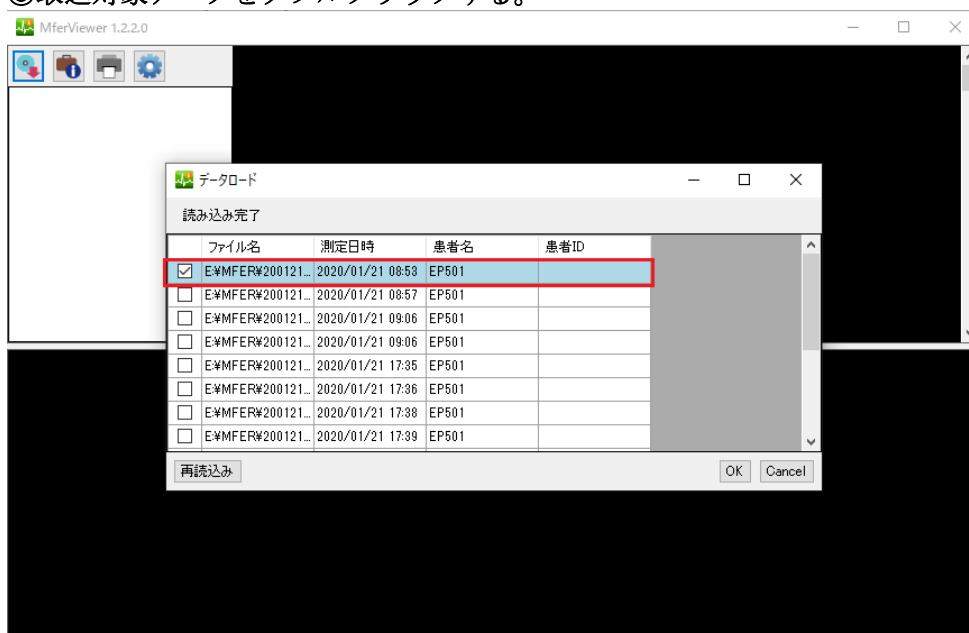 MferViewer 1.2.2.0
データロード
読み込み完了
ファイル名 測定日時 患者名 患者ID
E:¥MFER¥200121... 2020/01/21 08:53 EP501
E:¥MFER¥200121... 2020/01/21 08:57 EP501
E:¥MFER¥200121... 2020/01/21 09:06 EP501
E:¥MFER¥200121... 2020/01/21 09:06 EP501
E:¥MFER¥200121... 2020/01/21 17:35 EP501
E:¥MFER¥200121... 2020/01/21 17:36 EP501
E:¥MFER¥200121... 2020/01/21 17:38 EP501
E:¥MFER¥200121... 2020/01/21 17:39 EP501
再読込み OK Cancel